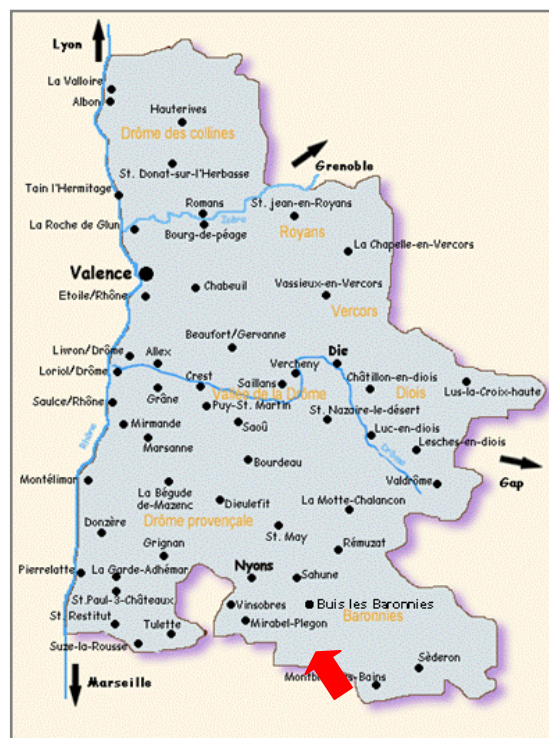 Lyon
La Valloire
Albon
Hauterives
Drôme des collines
St. Donat-sur-l'Herbasse
Grenoble
Tain l'Hermitage
Romans
St. jean-en-Royans
Isère
La Roche de Glun
Bourg-de-péage
Royans
La Chapelle-en-Vercors
Valence
Chabeuil
Vassieux-en-Vercors
Etoile/Rhône
Vercors
Beaufort/Gervanne
Livron/Drôme
Allex
Die
Vercheny
Loriol/Drôme
Crest
Saillans
Châtillon-en-diois
Vallée de la Drôme
Diois
Lus-la-Croix-haute
Saulce/Rhône
Grâne
Puy-St. Martin
St. Nazaire-le-désert
Mirmande
Saoû
Luc-en-diois
Rhône
Marsanne
Lesches-en-diois
Drôme
Bourdeau
Gap
Montélimar
La Bégude
de-Mazenc
Dieulefit
Valdrôme
La Motte-Chalancon
Donzère
Drôme provençale
St. May
Grignan
Rémuzat
Pierrelatte
La Garde-Adhémar
Nyons
Sahune
St.Paul-3-Châteaux
Vinsobres
Buis les Baronnies
St. Restitut
Tulette
Mirabel-Plegon
Baronnies
Suze-la-Rousse
Sèderon
Marseille